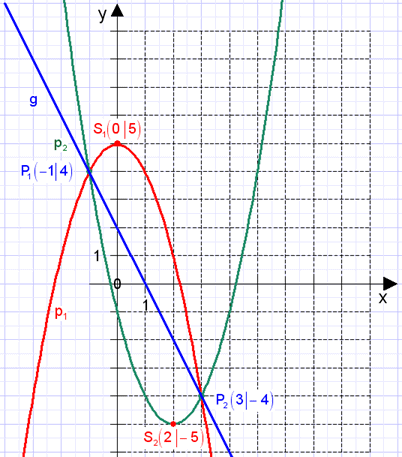 y
g
S₁(0|5)
p₂
P₁(-1|4)
1
0
x
1
p₁
P₂(3|-4)
S₂(2|-5)